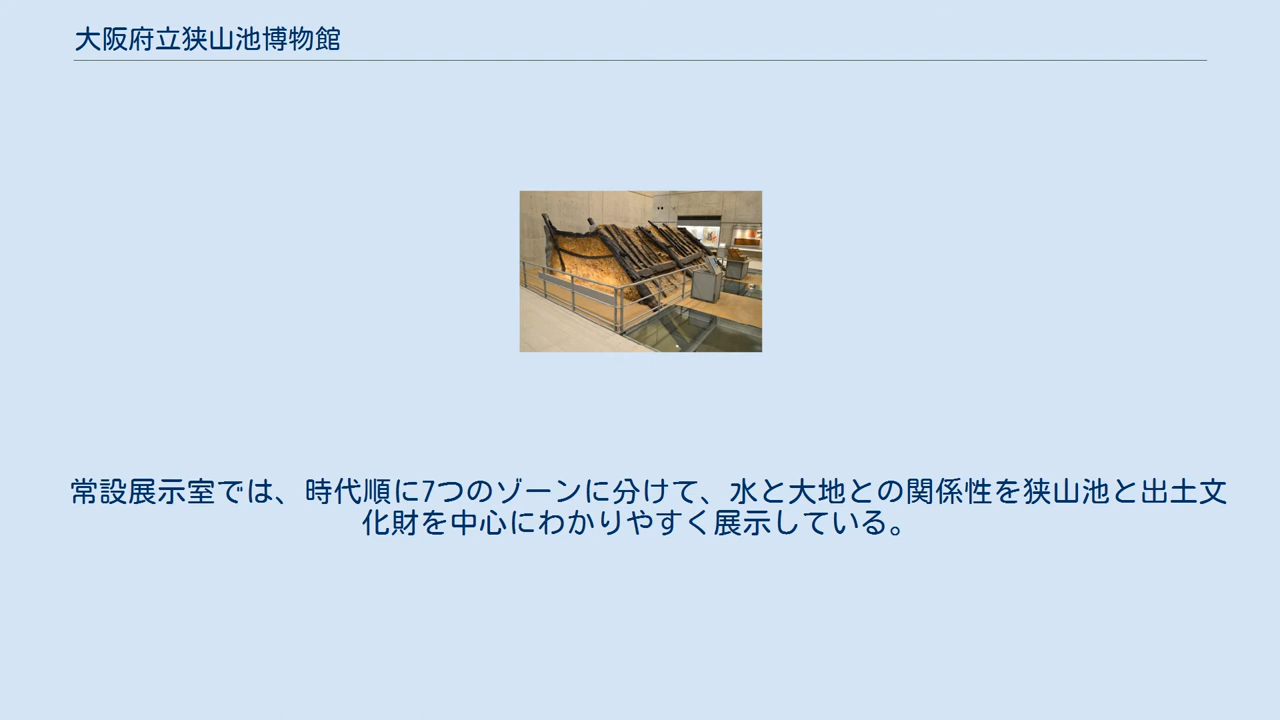 大阪府立狭山池博物館
常設展示室では、時代順に7つのゾーンに分けて、水と大地との関係性を狭山池と出土文
化財を中心にわかりやすく展示している。